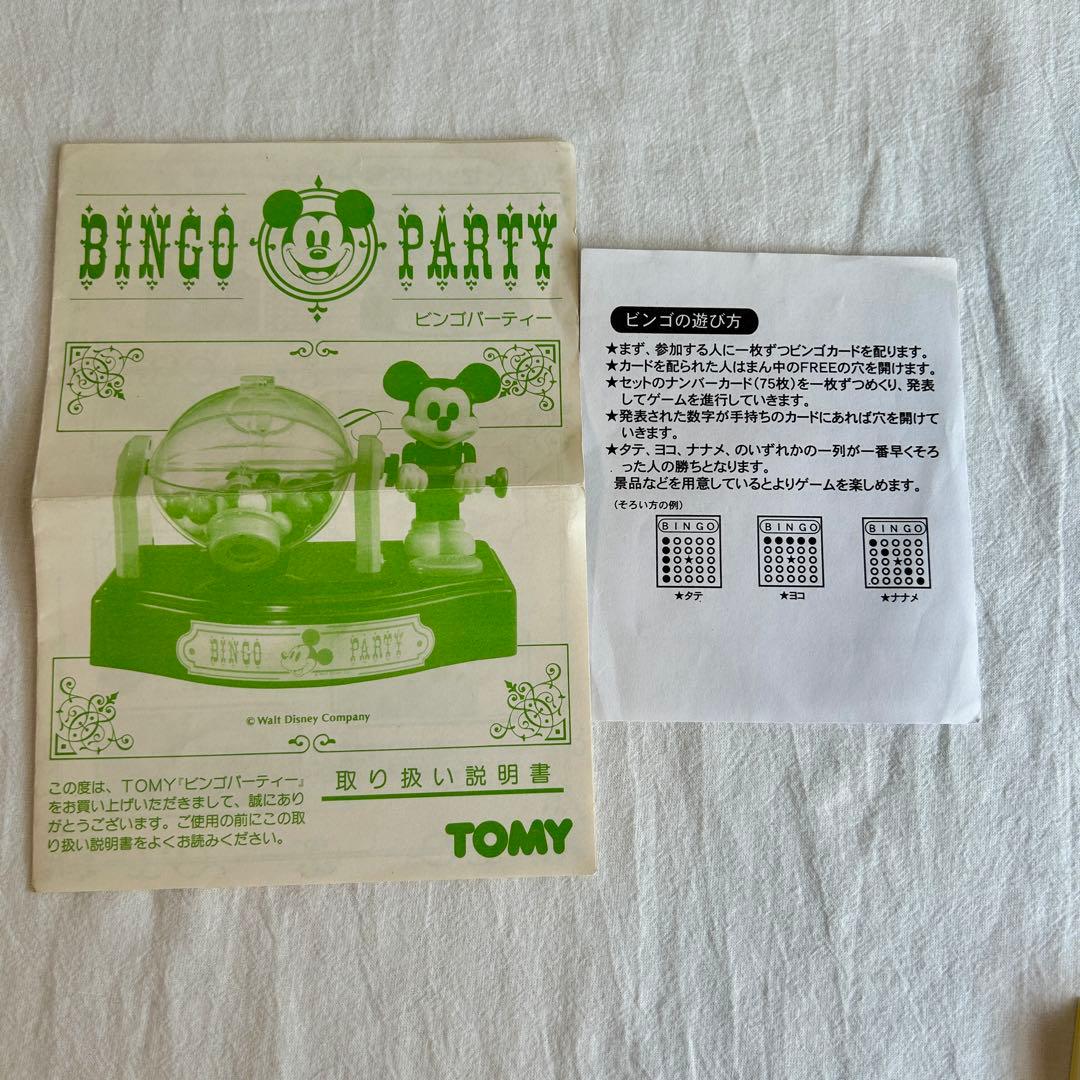 BINGO PARTY
ビンゴパーティー
BINGO PARTY
© Walt Disney Company
この度は、TOMY『ビンゴパーティー』
をお買い上げいただきまして、誠にあり
がとうございます。ご使用の前にこの取
り扱い説明書をよくお読みください。
取り扱い説明書
TOMY
ビンゴの遊び方
★まず、参加する人に一枚ずつビンゴカードを配ります。
★カードを配られた人はまん中のFREEの穴を開けます。
★セットのナンバーカード(75枚)を一枚ずつめくり、発表
してゲームを進行していきます。
★発表された数字が手持ちのカードにあれば穴を開けて
いきます。
★タテ、ヨコ、ナナメ、のいずれかの一列が一番早くそろ
った人の勝ちとなります。
景品などを用意しているとよりゲームを楽しめます。
(そろい方の例)
BINGO
BINGO
BINGO
★タテ
★ヨコ
★ナナメ